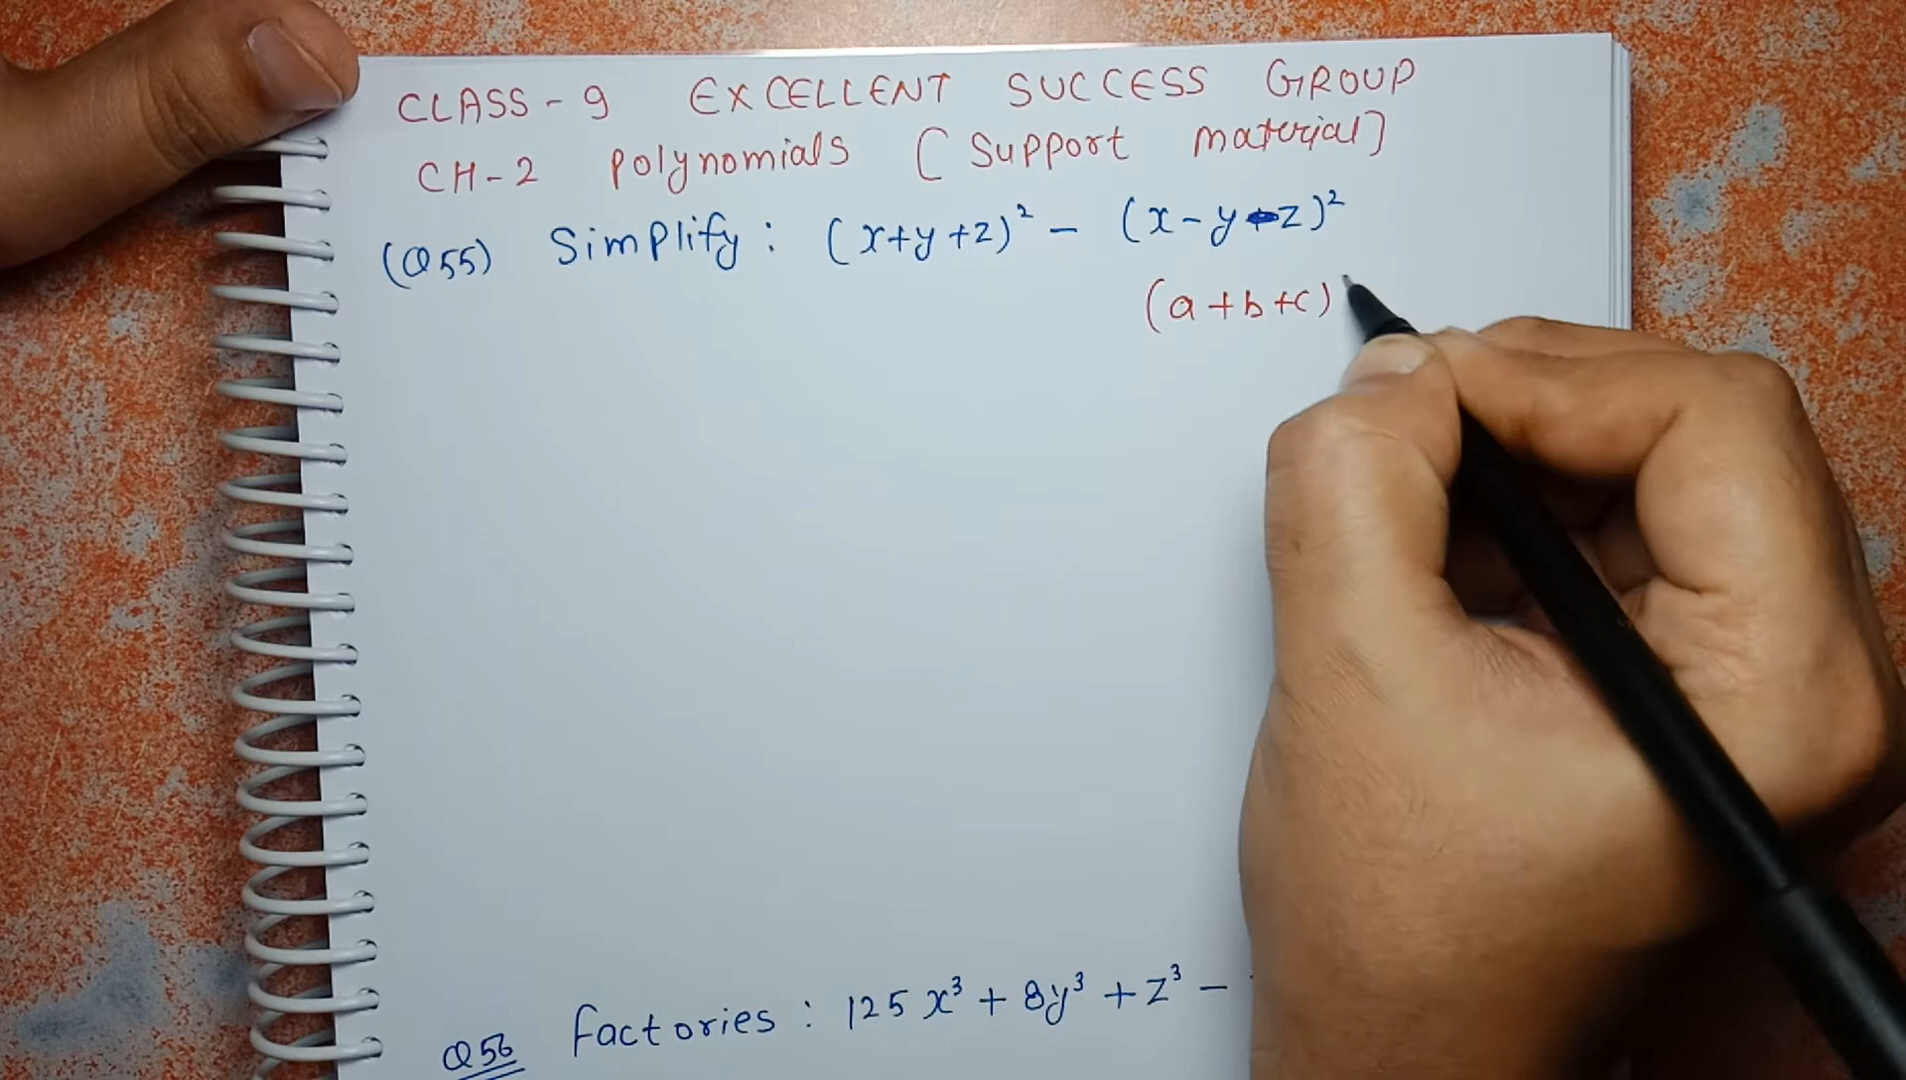 CLASS-9 EXCELLENT SUCCESS GROUP
CH-2 Polynomials [Support material]
(Q55) Simplify: (x+y+z)² - (x-y-z)²
(a+b+c)
Q56 factories: 125x³+8y³+z³-